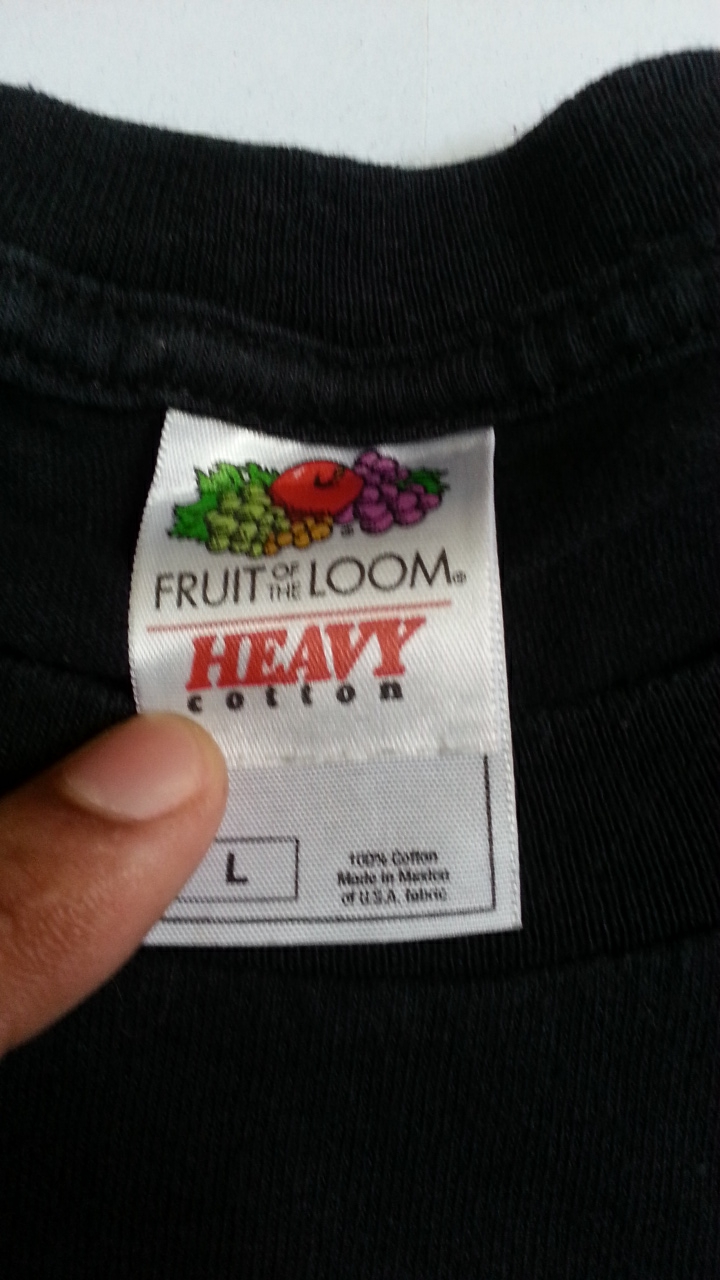 FRUIT OF THE LOOM®
HEAVY
cotton
L
100% Cotton
Made in Mexico
of U.S.A. fabric